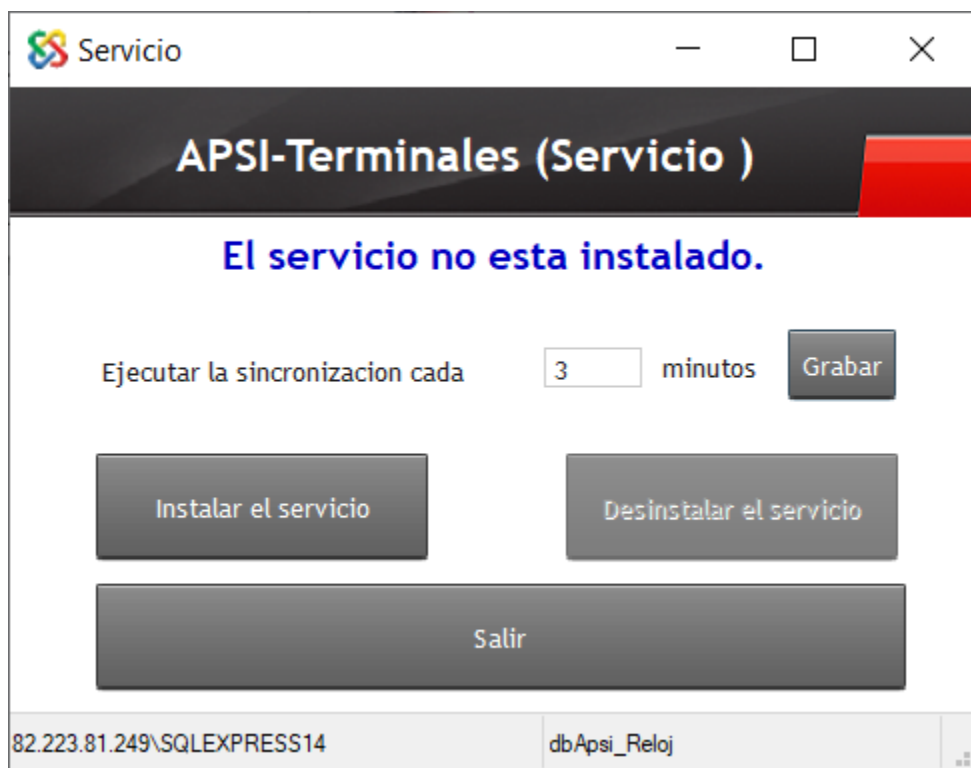 Servicio
APSI-Terminales (Servicio )
El servicio no esta instalado.
Ejecutar la sincronizacion cada 3 minutos Grabar
Instalar el servicio Desinstalar el servicio
Salir
82.223.81.249\SQLEXPRESS14 dbApsi_Reloj